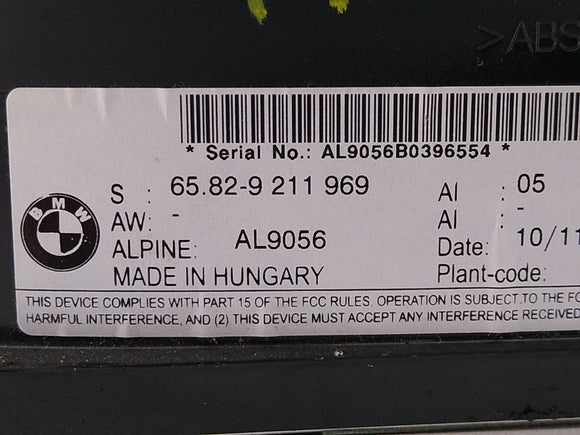 >ABS
* Serial No.: AL9056B0396554 *
BMW
S : 65.82-9 211 969 AI : 05
AW: - AI : -
ALPINE: AL9056 Date: 10/11
MADE IN HUNGARY Plant-code:
THIS DEVICE COMPLIES WITH PART 15 OF THE FCC RULES. OPERATION IS SUBJECT.TO THE FC
HARMFUL INTERFERENCE, AND (2) THIS DEVICE MUST ACCEPT ANY INTERFERENCE RECEIVED